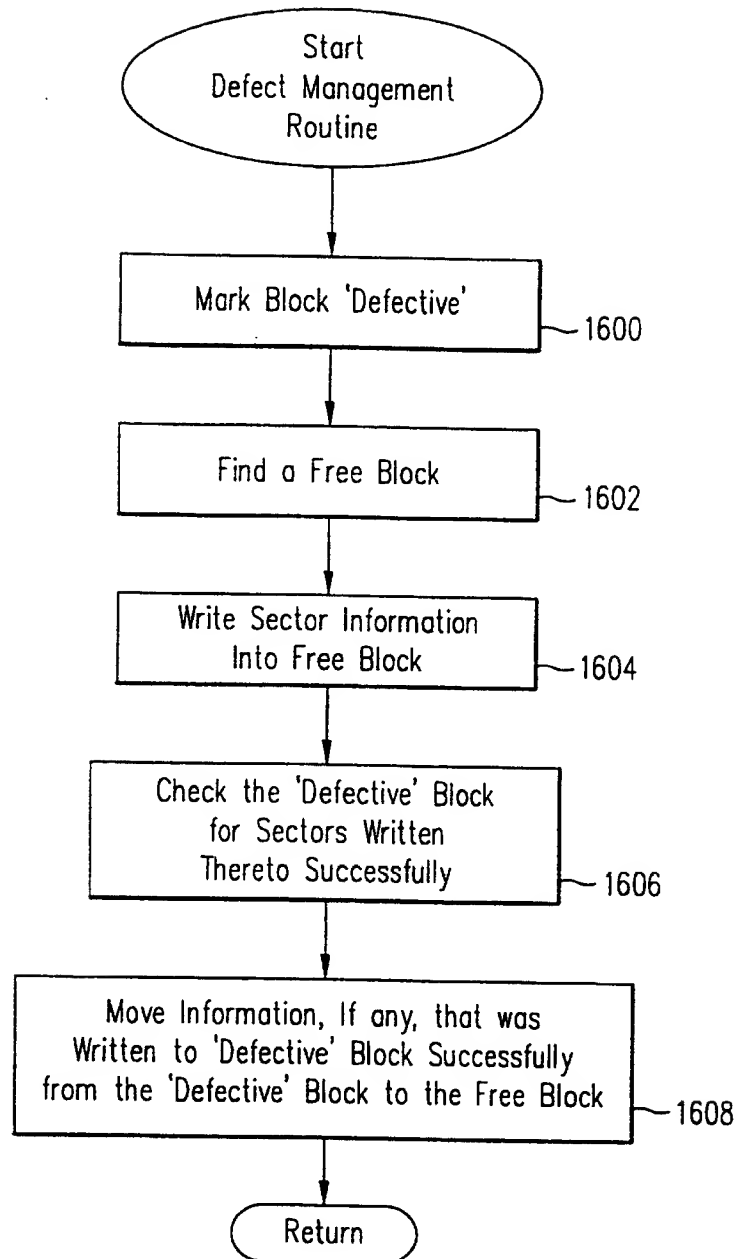 Start
Defect Management
Routine
Mark Block 'Defective'
1600
Find a Free Block
1602
Write Sector Information
Into Free Block
1604
Check the 'Defective' Block
for Sectors Written
Thereto Successfully
1606
Move Information, If any, that was
Written to 'Defective' Block Successfully
from the 'Defective' Block to the Free Block
1608
Return